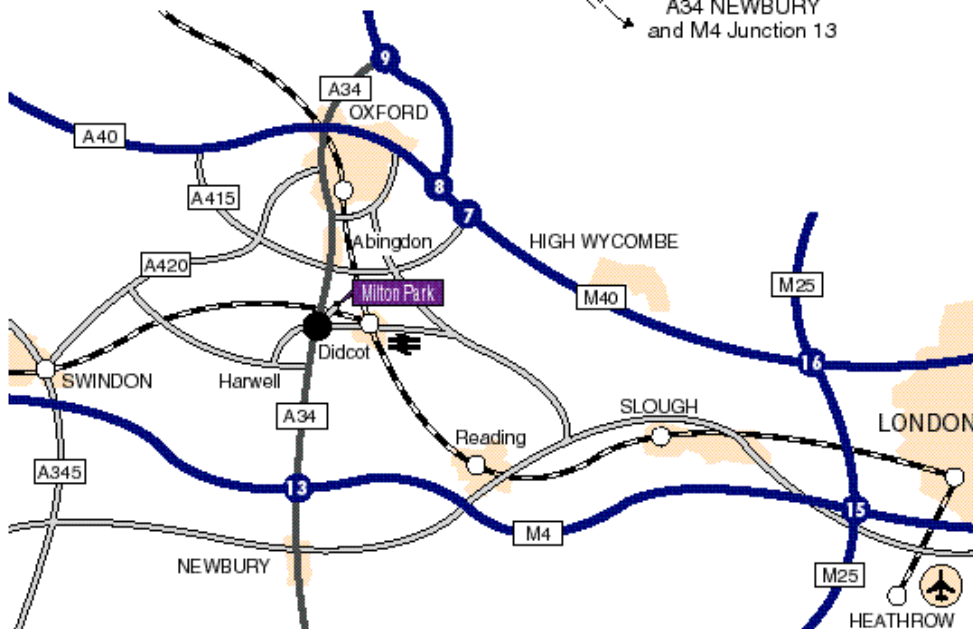 A34 NEWBURY
and M4 Junction 13
9
A34
OXFORD
A40
8
A415
7
Abingdon
HIGH WYCOMBE
A420
M25
Milton Park
M40
Didcot
16
SWINDON
Harwell
A34
SLOUGH
LONDON
Reading
A345
13
15
M4
NEWBURY
M25
HEATHROW